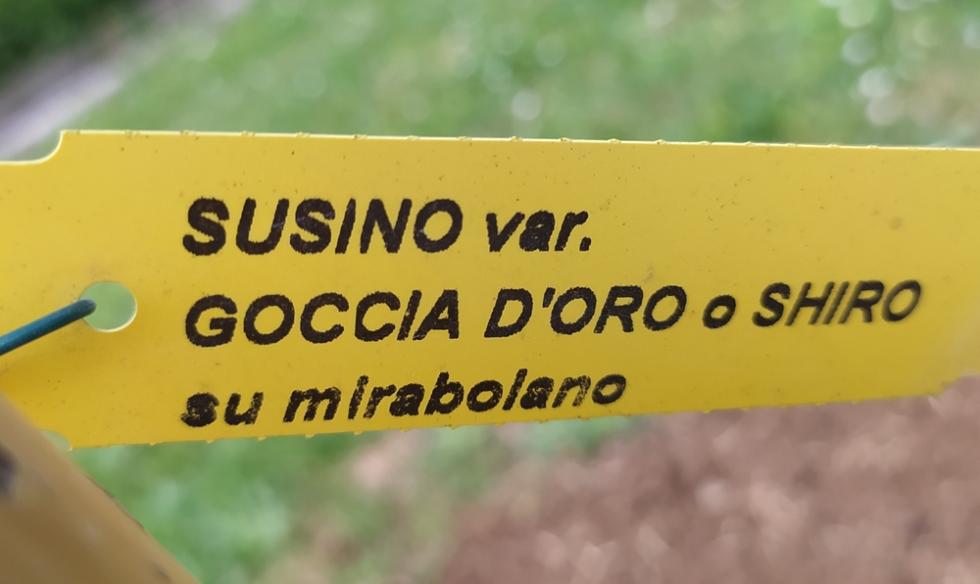 SUSINO var.
GOCCIA D'ORO o SHIRO
su mirabolano